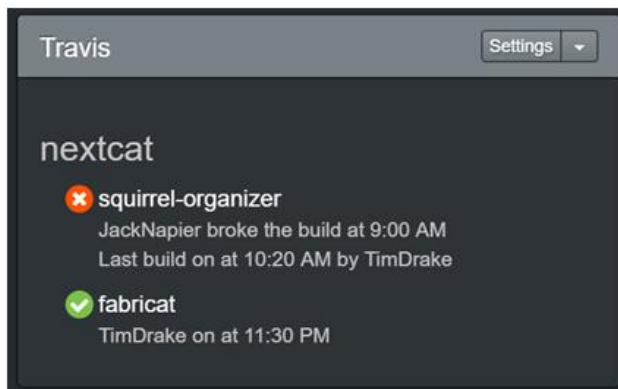 Travis
Settings
nextcat
squirrel-organizer
JackNapier broke the build at 9:00 AM
Last build on at 10:20 AM by TimDrake
fabricat
TimDrake on at 11:30 PM